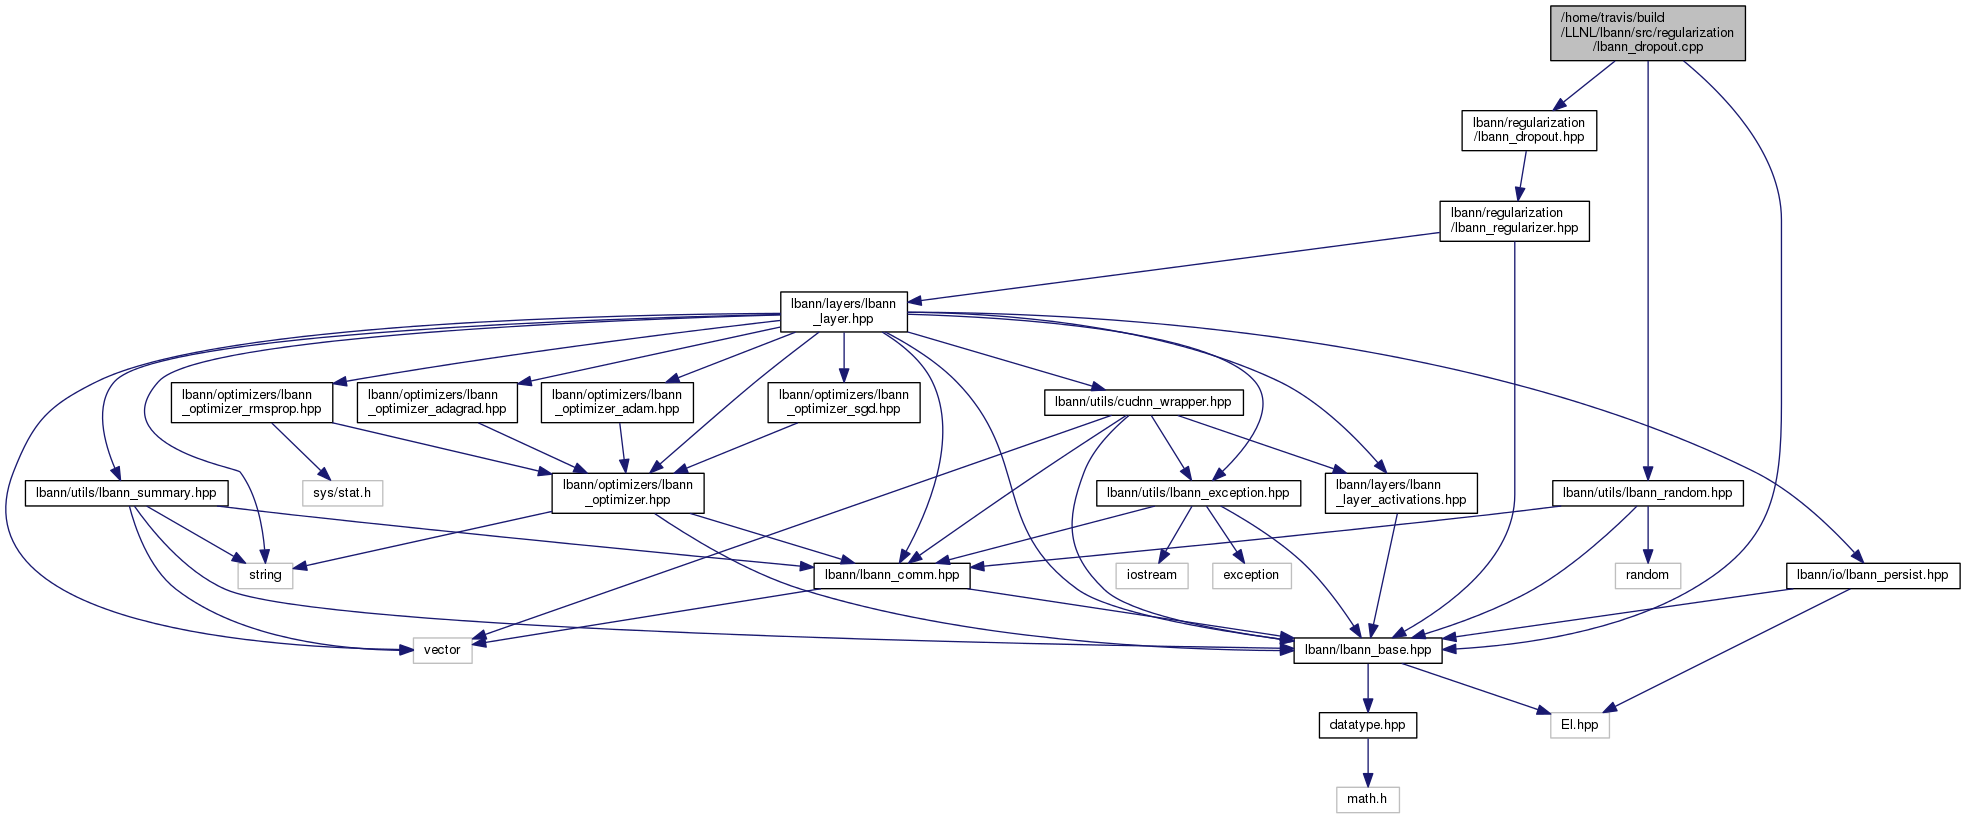 /home/travis/build
/LLNL/lbann/src/regularization
/lbann_dropout.cpp
lbann/regularization
/lbann_dropout.hpp
lbann/regularization
/lbann_regularizer.hpp
lbann/layers/lbann
_layer.hpp
lbann/optimizers/lbann
_optimizer_rmsprop.hpp
lbann/optimizers/lbann
_optimizer_adagrad.hpp
lbann/optimizers/lbann
_optimizer_adam.hpp
lbann/optimizers/lbann
_optimizer_sgd.hpp
lbann/utils/cudnn_wrapper.hpp
lbann/utils/lbann_summary.hpp
sys/stat.h
lbann/optimizers/lbann
_optimizer.hpp
lbann/utils/lbann_exception.hpp
lbann/layers/lbann
_layer_activations.hpp
lbann/utils/lbann_random.hpp
string
lbann/lbann_comm.hpp
iostream
exception
random
lbann/io/lbann_persist.hpp
vector
lbann/lbann_base.hpp
datatype.hpp
El.hpp
math.h